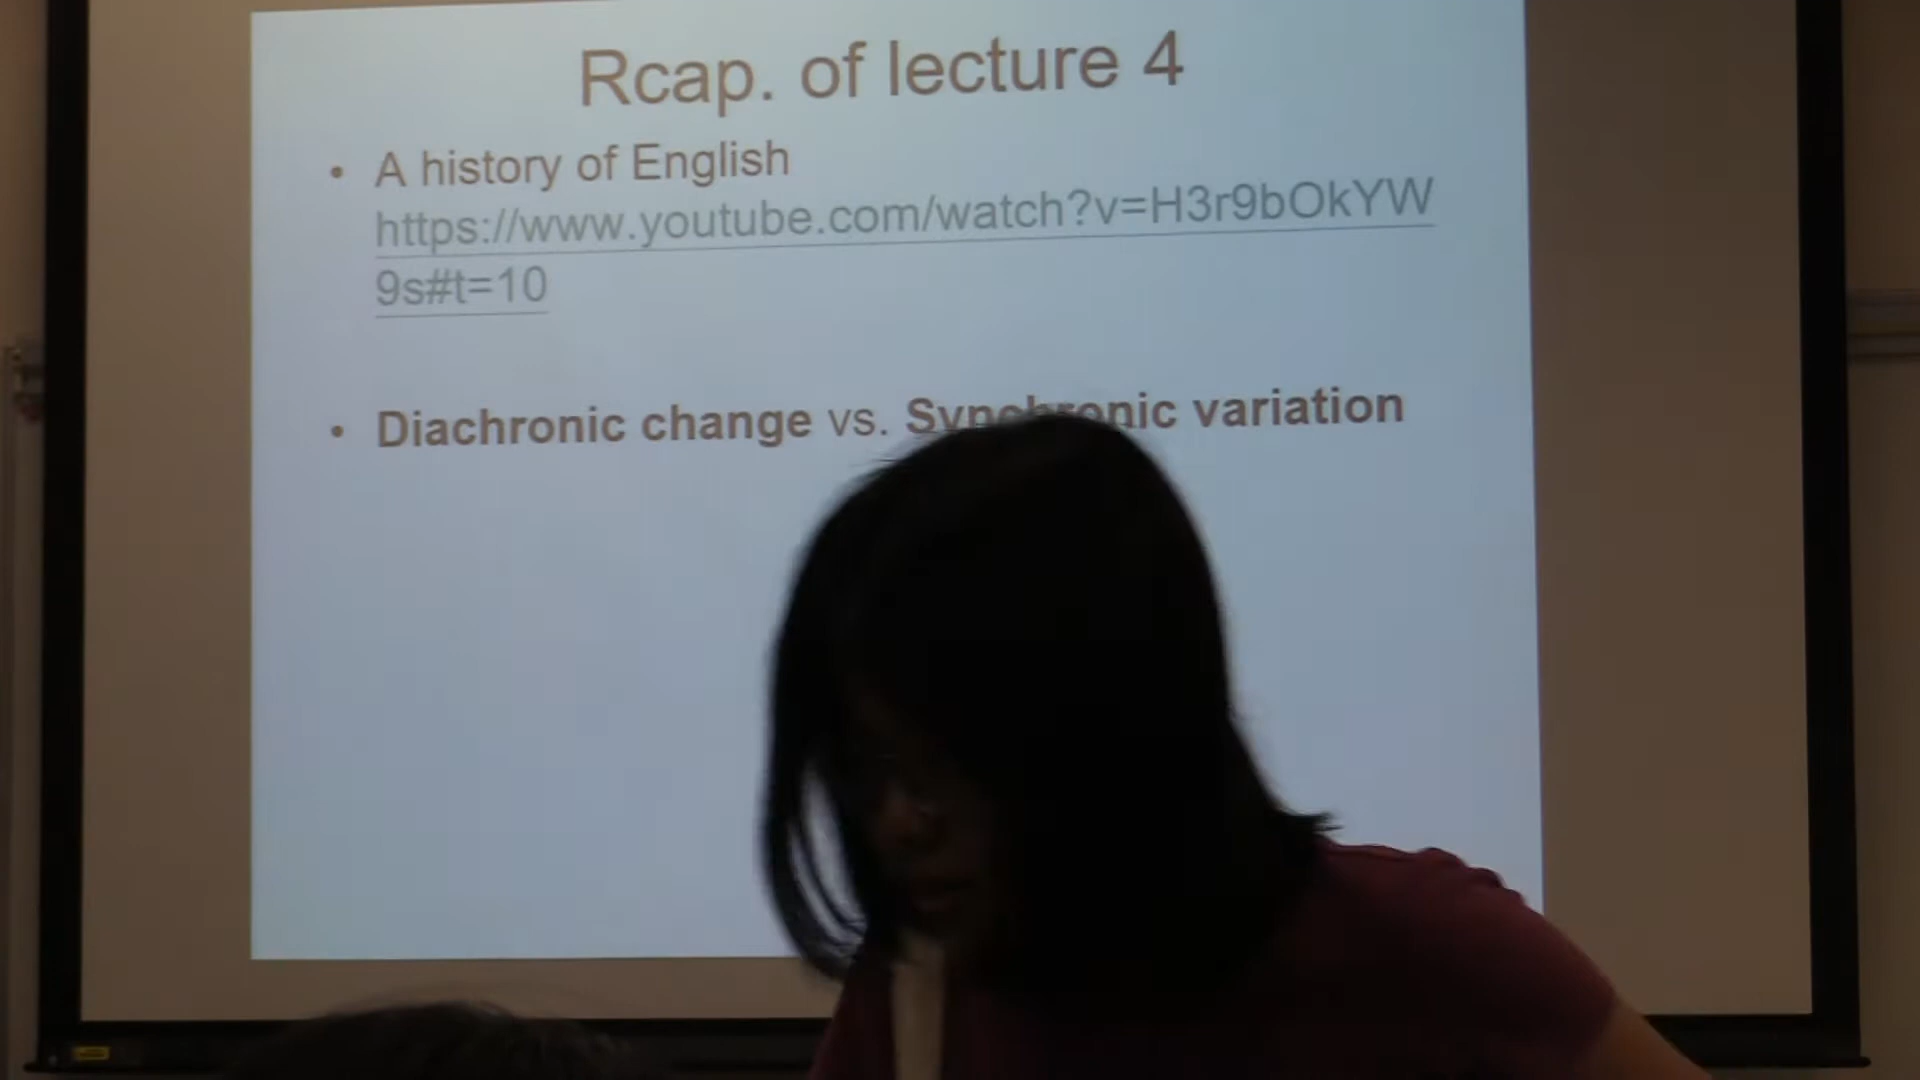 Rcap. of lecture 4
• A history of English
https://www.youtube.com/watch?v=H3r9bOkYW
9s#t=10
• Diachronic change vs. Synchronic variation